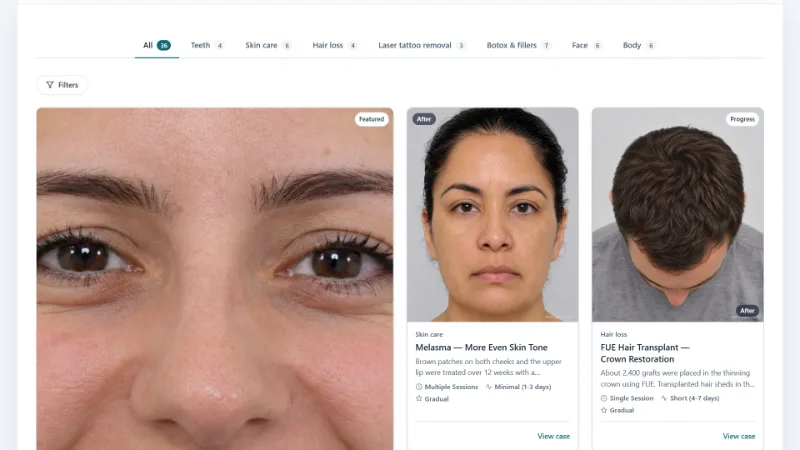 All 36 Teeth 4 Skin care 6 Hair loss 4 Laser tattoo removal 3 Botox & fillers 7 Face 6 Body 6
Filters
Featured
After
Progress
After
Skin care
Melasma — More Even Skin Tone
Brown patches on both cheeks and the upper
lip were treated over 12 weeks with a...
Multiple Sessions Minimal (1-3 days)
Gradual
View case
Hair loss
FUE Hair Transplant —
Crown Restoration
About 2,400 grafts were placed in the thinning
crown using FUE. Transplanted hair sheds in th...
Single Session Short (4-7 days)
Gradual
View case